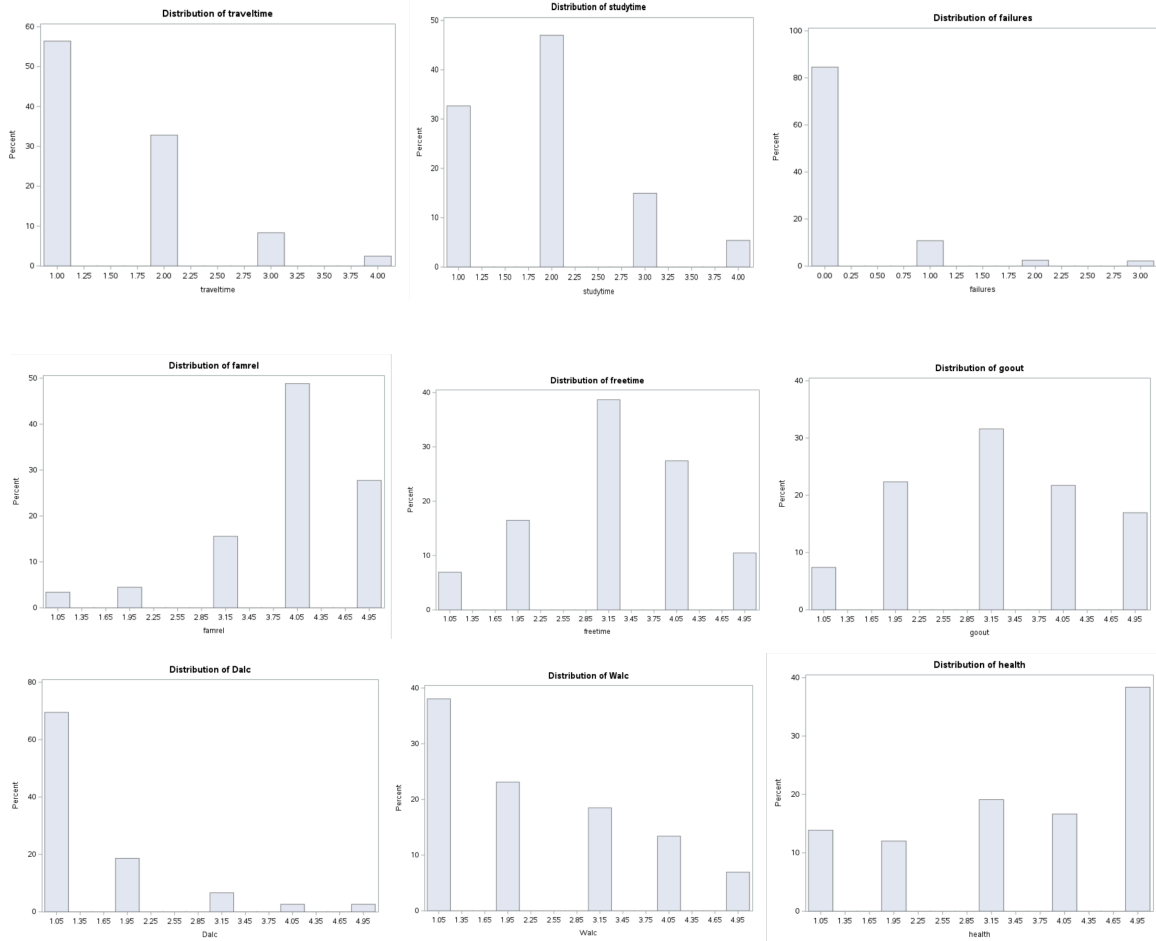 Distribution of traveltime
60
50
40
30
20
10
0
Percent
1.00 1.25 1.50 1.75 2.00 2.25 2.50 2.75 3.00 3.25 3.50 3.75 4.00
traveltime
Distribution of studytime
50
40
30
20
10
0
Percent
1.00 1.25 1.50 1.75 2.00 2.25 2.50 2.75 3.00 3.25 3.50 3.75 4.00
studytime
Distribution of failures
100
80
60
40
20
0
Percent
0.00 0.25 0.50 0.75 1.00 1.25 1.50 1.75 2.00 2.25 2.50 2.75 3.00
failures
Distribution of famrel
50
40
30
20
10
0
Percent
1.05 1.35 1.65 1.95 2.25 2.55 2.85 3.15 3.45 3.75 4.05 4.35 4.65 4.95
famrel
Distribution of freetime
40
30
20
10
0
Percent
1.05 1.35 1.65 1.95 2.25 2.55 2.85 3.15 3.45 3.75 4.05 4.35 4.65 4.95
freetime
Distribution of goout
40
30
20
10
0
Percent
1.05 1.35 1.65 1.95 2.25 2.55 2.85 3.15 3.45 3.75 4.05 4.35 4.65 4.95
goout
Distribution of Dalc
80
60
40
20
0
Percent
1.05 1.35 1.65 1.95 2.25 2.55 2.85 3.15 3.45 3.75 4.05 4.35 4.65 4.95
Dalc
Distribution of Walc
40
30
20
10
0
Percent
1.05 1.35 1.65 1.95 2.25 2.55 2.85 3.15 3.45 3.75 4.05 4.35 4.65 4.95
Walc
Distribution of health
40
30
20
10
0
Percent
1.05 1.35 1.65 1.95 2.25 2.55 2.85 3.15 3.45 3.75 4.05 4.35 4.65 4.95
health